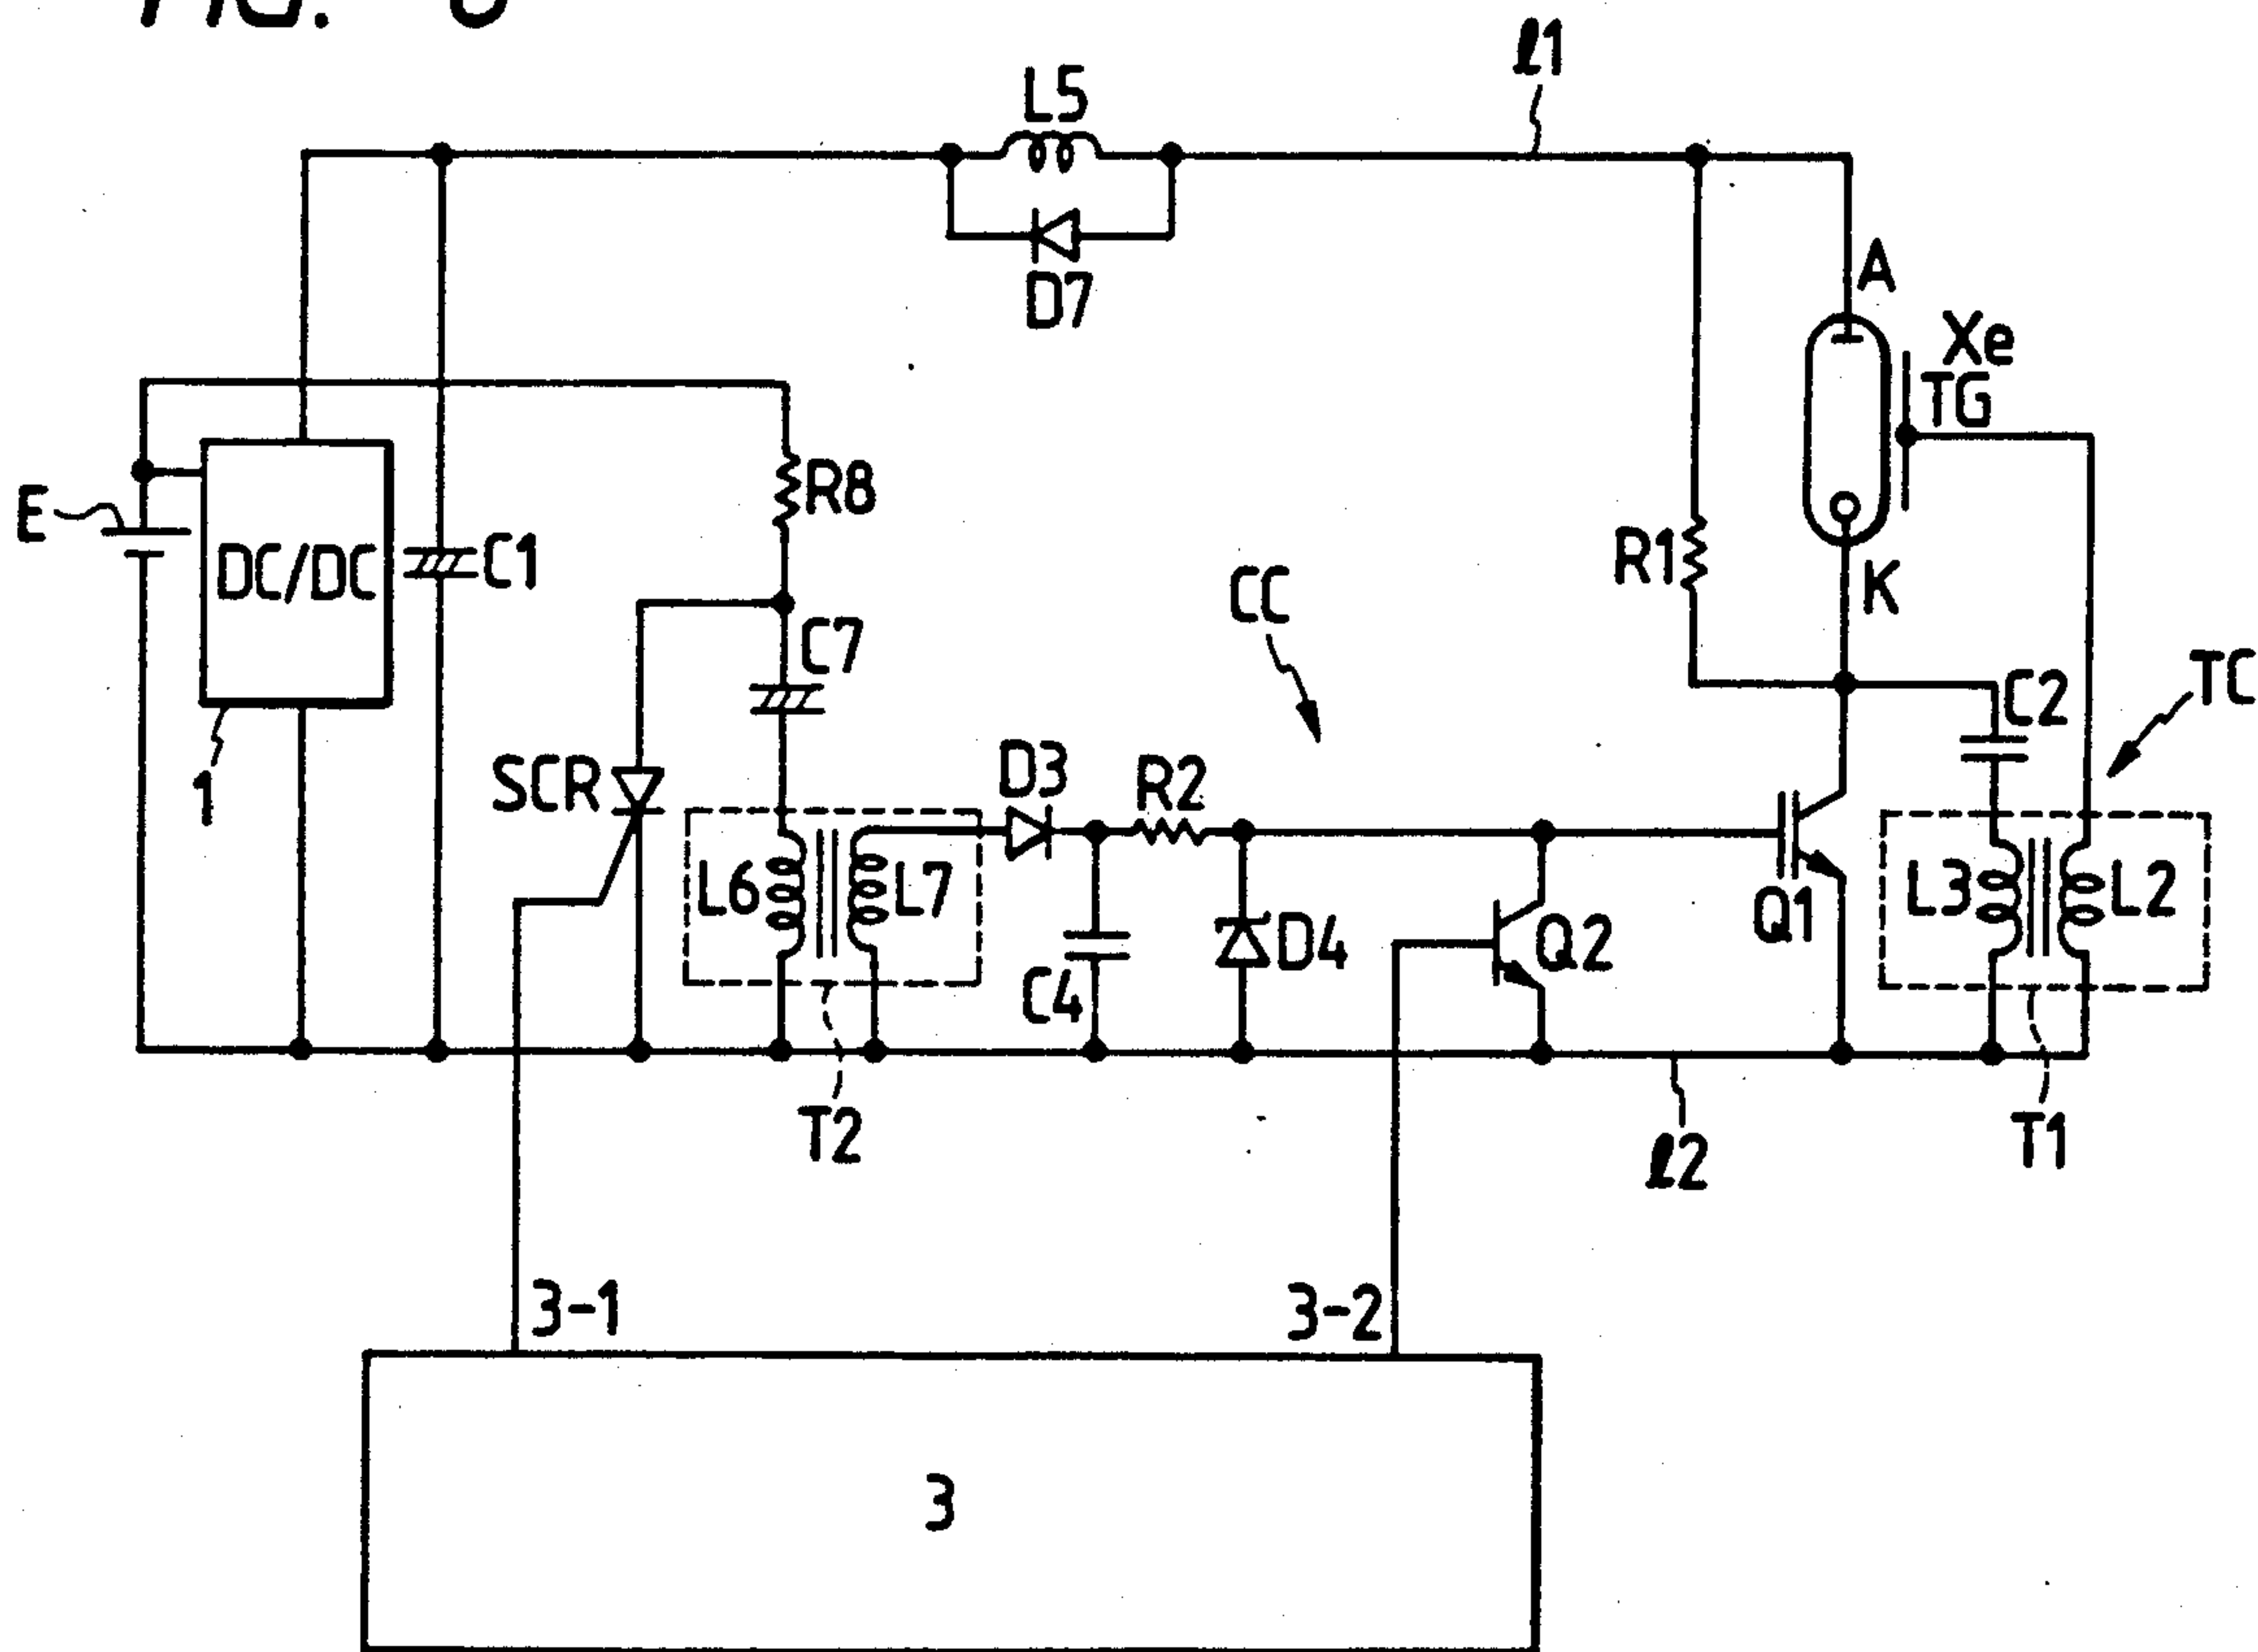 FIG.
ℓ1
L5
D7
A
Xe
TG
E
R8
DC/DC
C1
R1
K
CC
C7
C2
TC
1
SCR
D3
R2
L6
L7
Q1
L3
L2
D4
Q2
C4
T2
T1
ℓ2
3-1
3-2
3